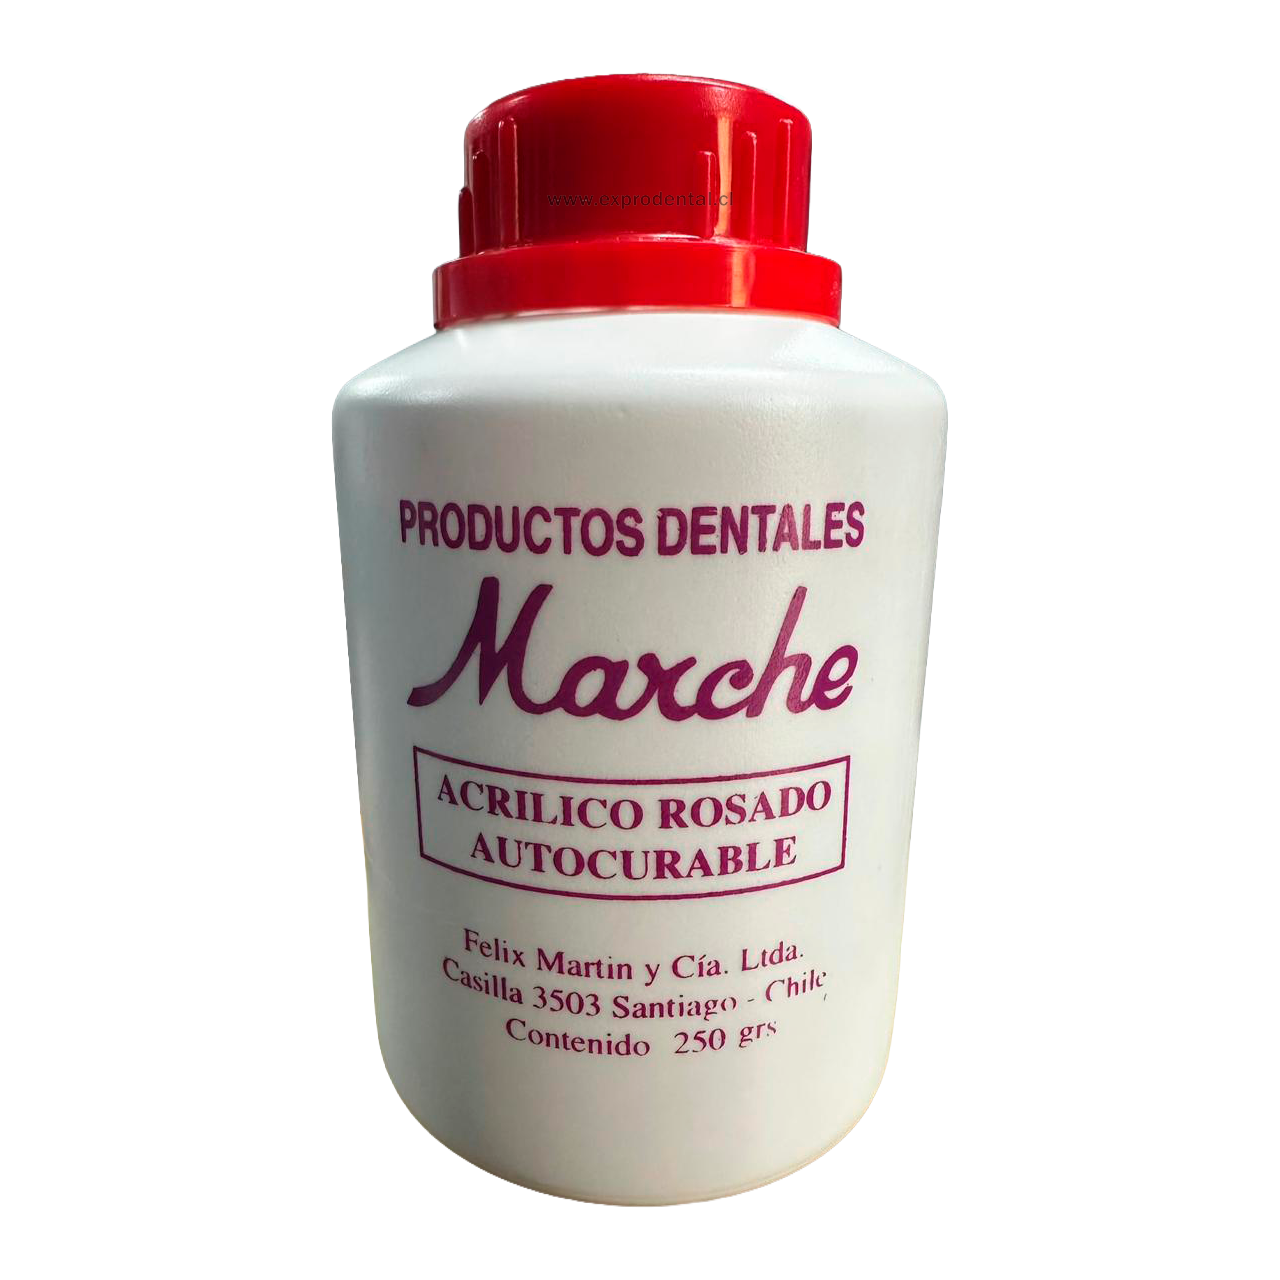 www.exprodental.cl
PRODUCTOS DENTALES
Marche
ACRILICO ROSADO
AUTOCURABLE
Felix Martin y Cía. Ltda.
Casilla 3503 Santiago - Chile
Contenido 250 grs